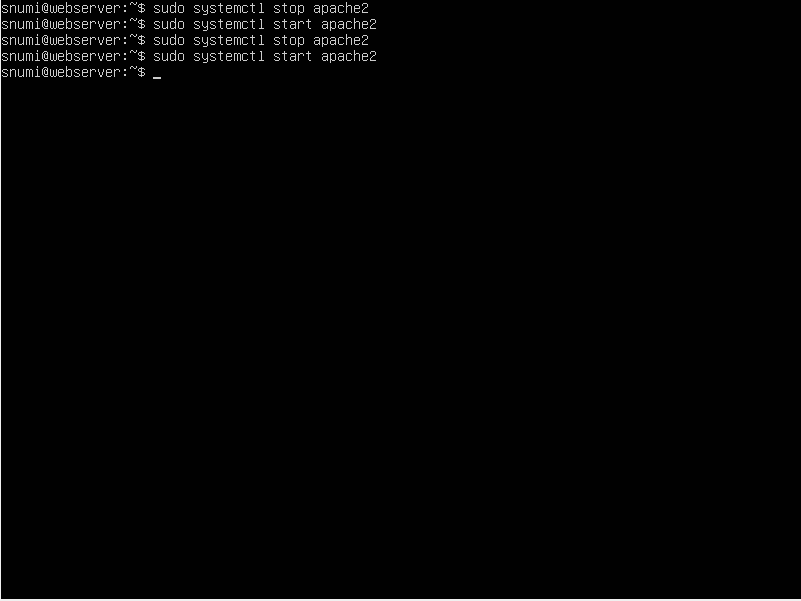 snumi@webserver:~$ sudo systemctl stop apache2
snumi@webserver:~$ sudo systemctl start apache2
snumi@webserver:~$ sudo systemctl stop apache2
snumi@webserver:~$ sudo systemctl start apache2
snumi@webserver:~$ _